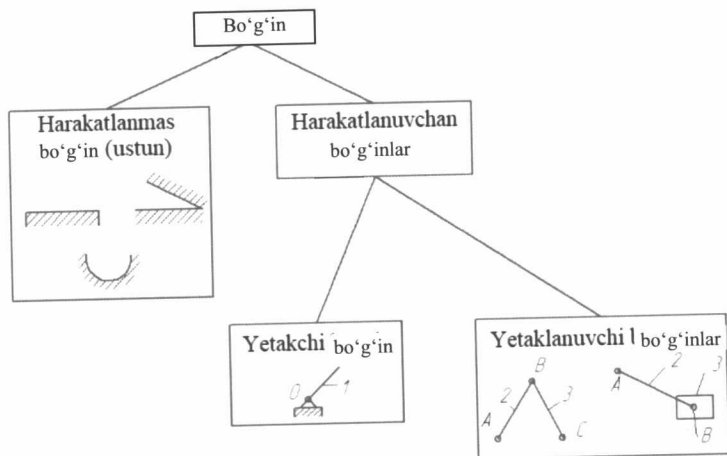 Bo‘g‘in
Harakatlanmas
bo‘g‘in (ustun)
Harakatlanuvchan
bo‘g‘inlar
Yetakchi bo‘g‘in
O
1
Yetaklanuvchi bo‘g‘inlar
A
2
B
3
C
A
2
3
B